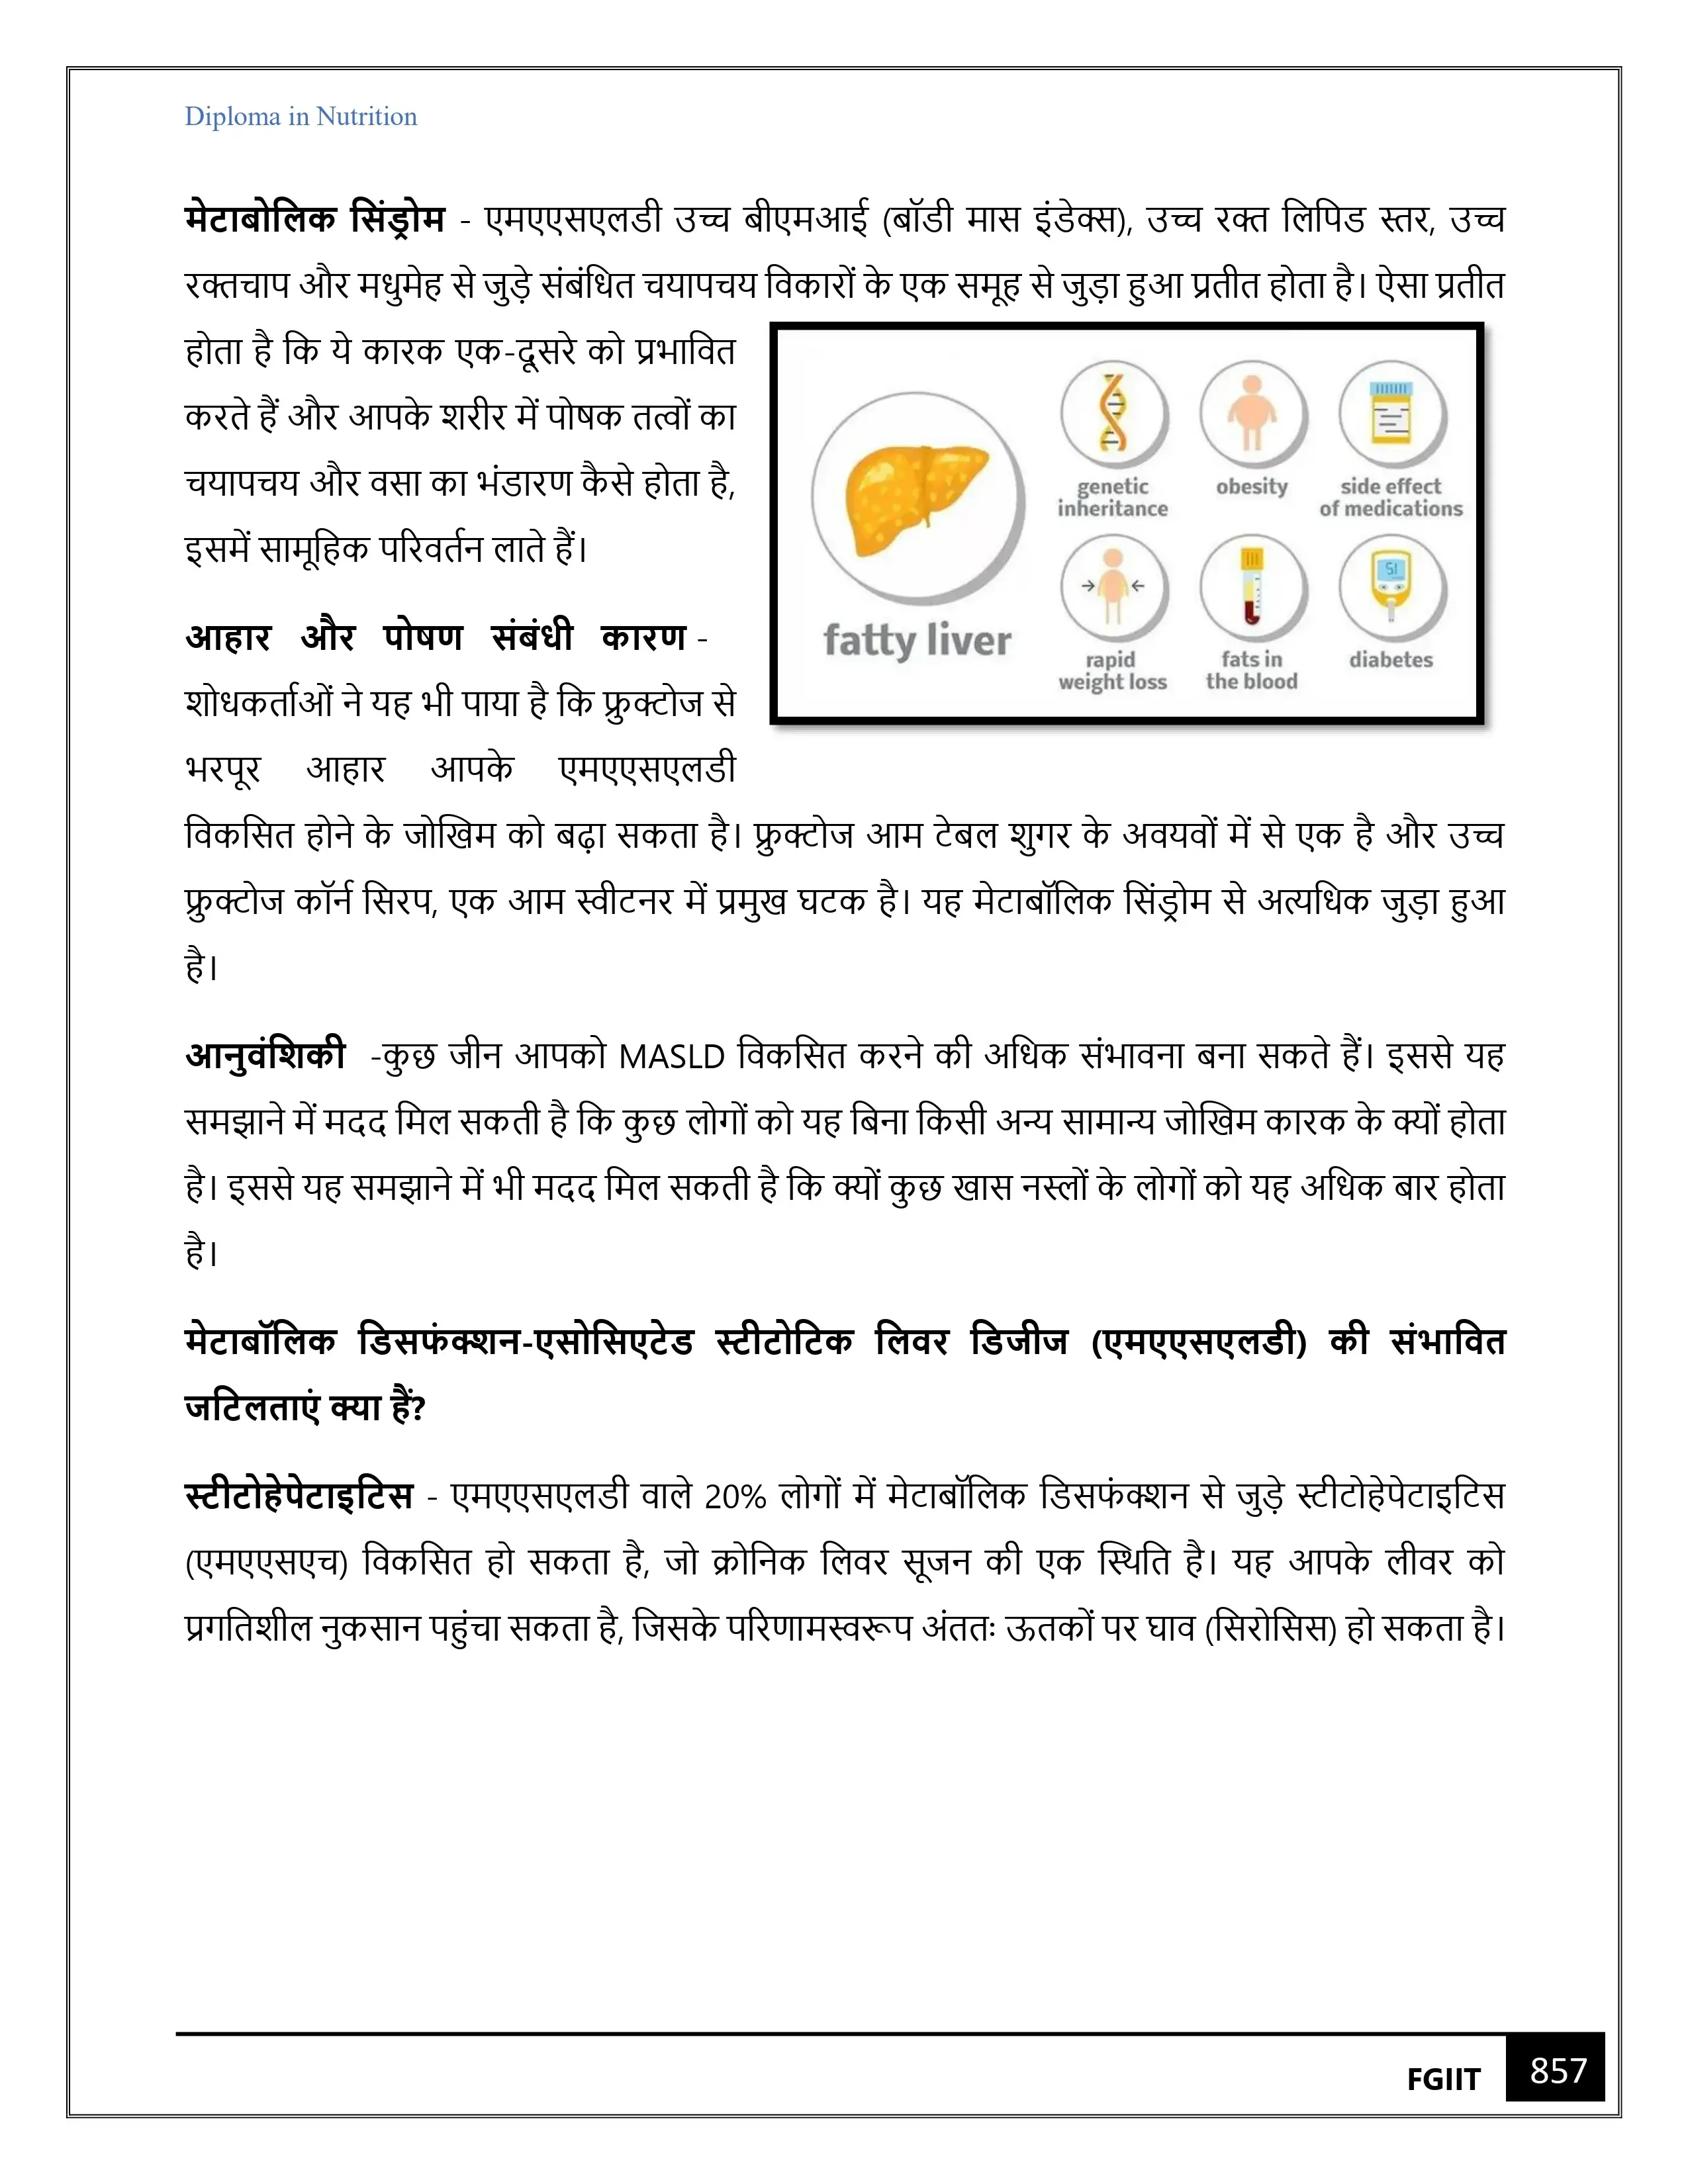 Diploma in Nutrition
मेटाबोलिक सिंड्रोम - एमएएसएलडी उच्च बीएमआई (बॉडी मास इंडेक्स), उच्च रक्त लिपिड स्तर, उच्च
रक्तचाप और मधुमेह से जुड़े संबंधित चयापचय विकारों के एक समूह से जुड़ा हुआ प्रतीत होता है। ऐसा प्रतीत
होता है कि ये कारक एक-दूसरे को प्रभावित
करते हैं और आपके शरीर में पोषक तत्वों का
चयापचय और वसा का भंडारण कैसे होता है,
इसमें सामूहिक परिवर्तन लाते हैं।
fatty liver
genetic
inheritance
obesity
side effect
of medications
rapid
weight loss
fats in
the blood
51
diabetes
आहार और पोषण संबंधी कारण -
शोधकर्ताओं ने यह भी पाया है कि फ्रुक्टोज से
भरपूर आहार आपके एमएएसएलडी
विकसित होने के जोखिम को बढ़ा सकता है। फ्रुक्टोज आम टेबल शुगर के अवयवों में से एक है और उच्च
फ्रुक्टोज कॉर्न सिरप, एक आम स्वीटनर में प्रमुख घटक है। यह मेटाबॉलिक सिंड्रोम से अत्यधिक जुड़ा हुआ
है।
आनुवंशिकी -कुछ जीन आपको MASLD विकसित करने की अधिक संभावना बना सकते हैं। इससे यह
समझाने में मदद मिल सकती है कि कुछ लोगों को यह बिना किसी अन्य सामान्य जोखिम कारक के क्यों होता
है। इससे यह समझाने में भी मदद मिल सकती है कि क्यों कुछ खास नस्लों के लोगों को यह अधिक बार होता
है।
मेटाबॉलिक डिसफंक्शन-एसोसिएटेड स्टीटोटिक लिवर डिजीज (एमएएसएलडी) की संभावित
जटिलताएं क्या हैं?
स्टीटोहेपेटाइटिस - एमएएसएलडी वाले 20% लोगों में मेटाबॉलिक डिसफंक्शन से जुड़े स्टीटोहेपेटाइटिस
(एमएएसएच) विकसित हो सकता है, जो क्रोनिक लिवर सूजन की एक स्थिति है। यह आपके लीवर को
प्रगतिशील नुकसान पहुंचा सकता है, जिसके परिणामस्वरूप अंततः ऊतकों पर घाव (सिरोसिस) हो सकता है।
FGIIT
857